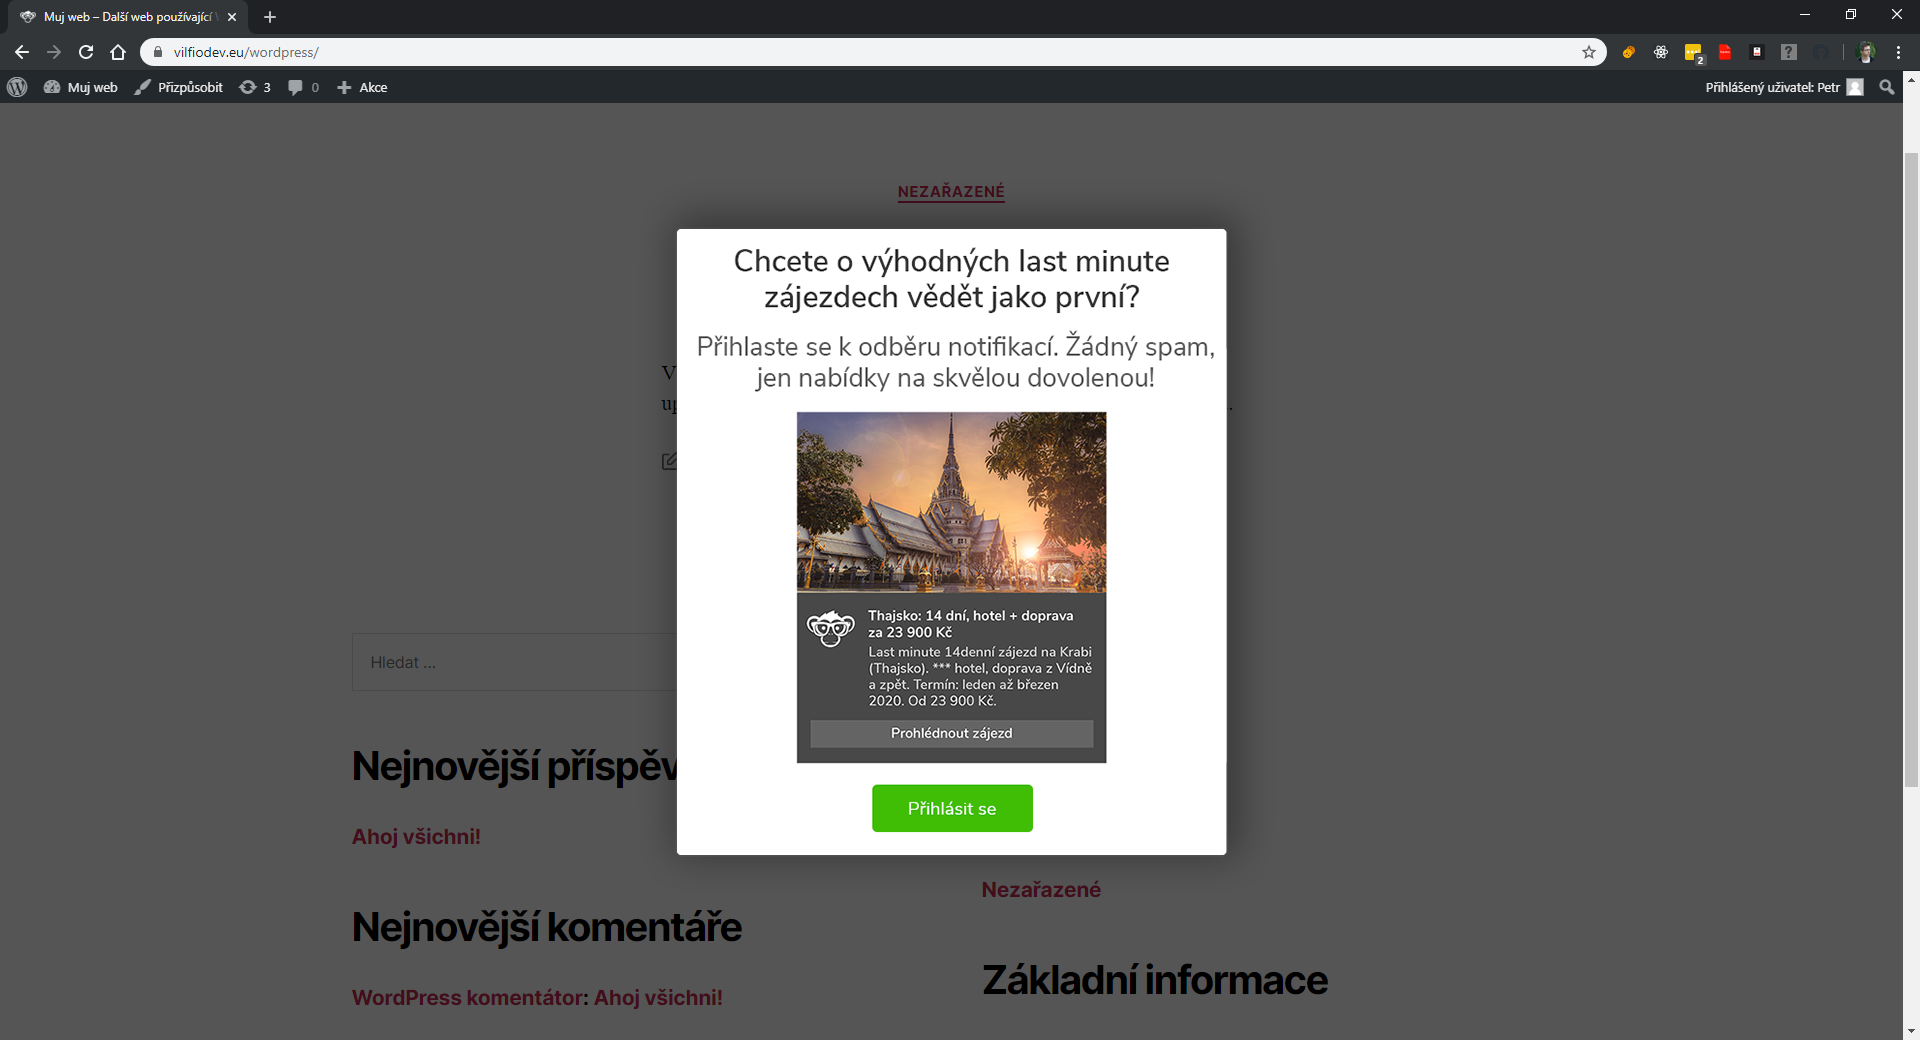 Muj web – Další web používající
vilfiodev.eu/wordpress/
2
Muj web
Přizpůsobit
3
0
Akce
Přihlášený uživatel: Petr
NEZAŘAZENÉ
Chcete o výhodných last minute
zájezdech vědět jako první?
Přihlaste se k odběru notifikací. Žádný spam,
jen nabídky na skvělou dovolenou!
Thajsko: 14 dní, hotel + doprava
za 23 900 Kč
Last minute 14denní zájezd na Krabi
(Thajsko). *** hotel, doprava z Vídně
a zpět. Termín: leden až březen
2020. Od 23 900 Kč.
Prohlédnout zájezd
Přihlásit se
Hledat …
Nejnovější příspěv
Ahoj všichni!
Nejnovější komentáře
WordPress komentátor: Ahoj všichni!
Nezařazené
Základní informace